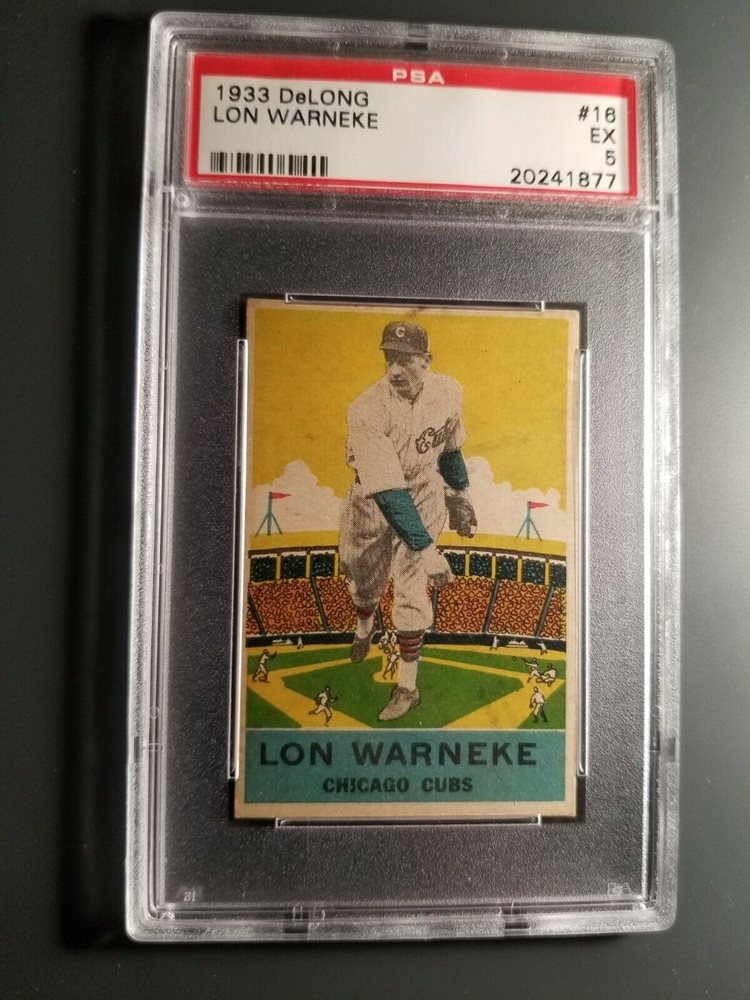 PSA
1933 DeLONG
LON WARNEKE
#16
EX
5
20241877
C
LON WARNEKE
CHICAGO CUBS